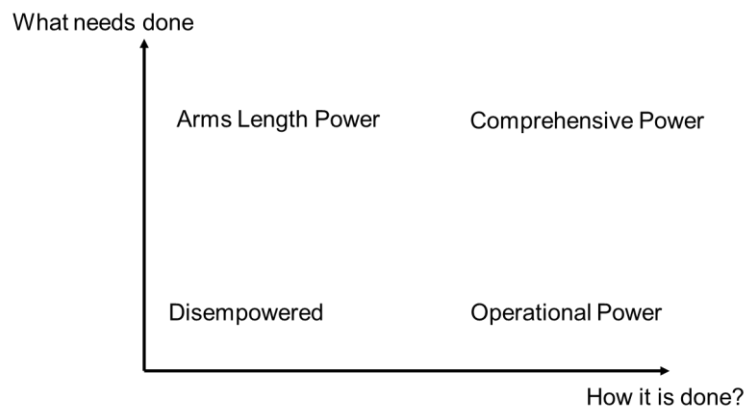 What needs done
Arms Length Power
Comprehensive Power
Disempowered
Operational Power
How it is done?